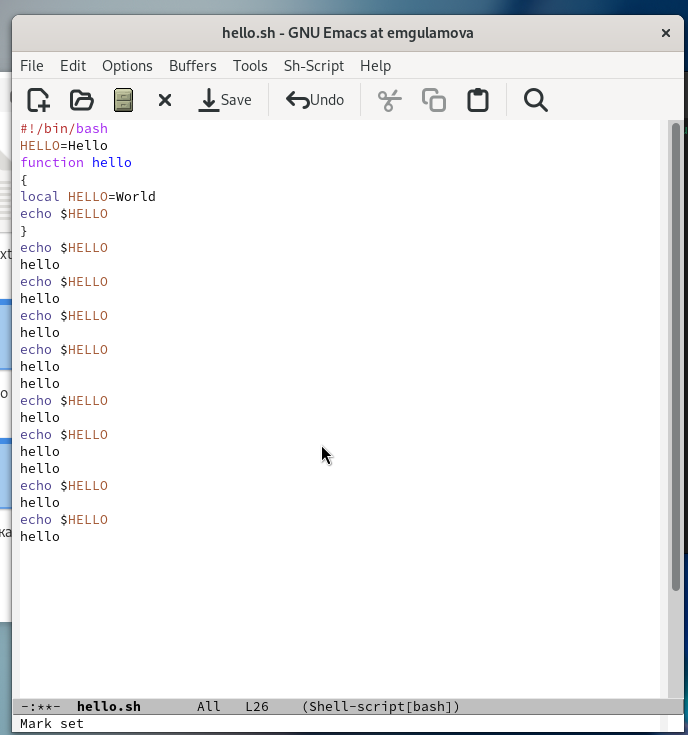 hello.sh - GNU Emacs at emgulamova
File Edit Options Buffers Tools Sh-Script Help
Save Undo
#!/bin/bash
HELLO=Hello
function hello
{
local HELLO=World
echo $HELLO
}
echo $HELLO
hello
echo $HELLO
hello
echo $HELLO
hello
echo $HELLO
hello
hello
echo $HELLO
hello
echo $HELLO
hello
hello
echo $HELLO
hello
echo $HELLO
hello
-:**- hello.sh All L26 (Shell-script[bash])
Mark set